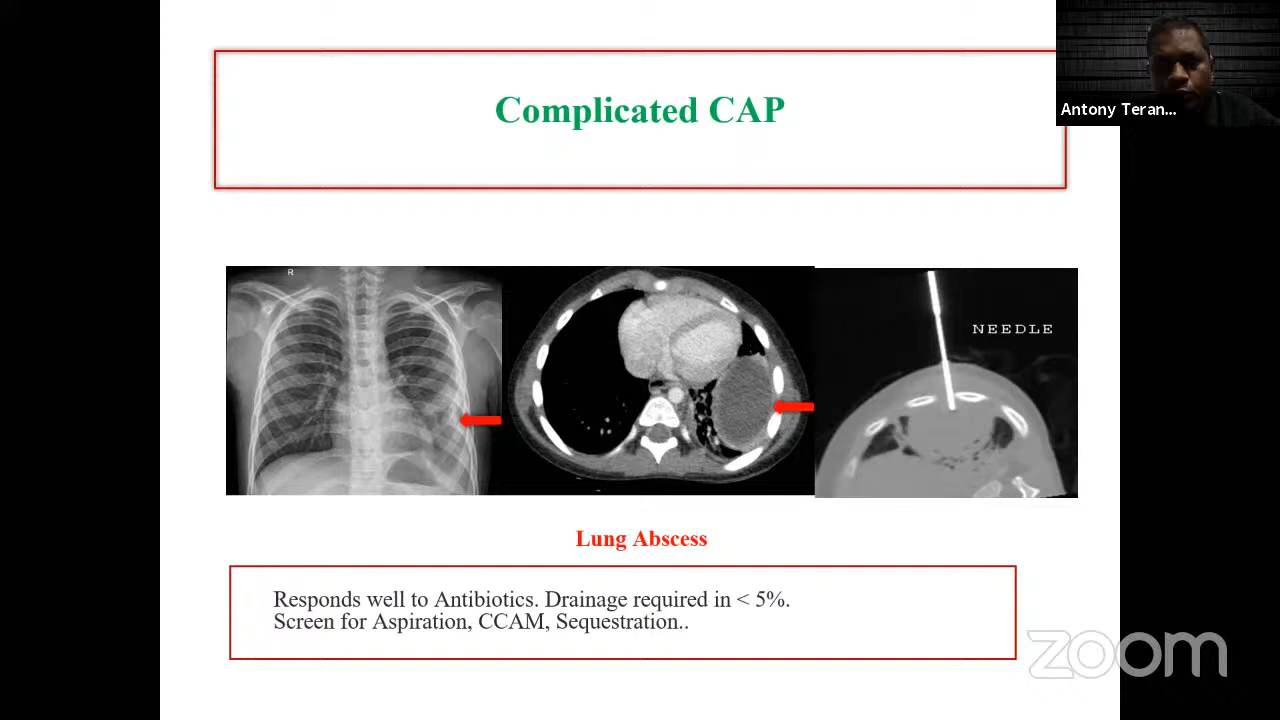 Complicated CAP
Antony Teran...
R
NEEDLE
Lung Abscess
Responds well to Antibiotics. Drainage required in < 5%.
Screen for Aspiration, CCAM, Sequestration..
zoom